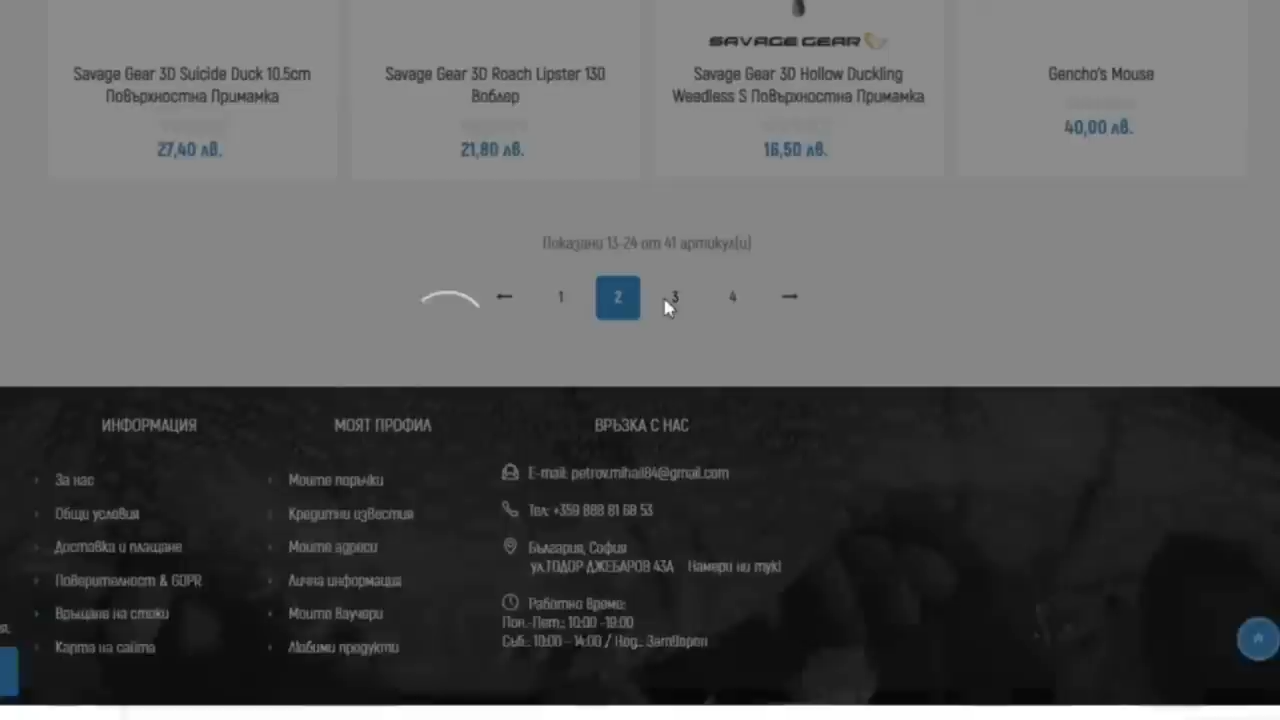 SAVAGE GEAR
Savage Gear 3D Suicide Duck 10.5cm
Повърхностна Примамка
27,40 лв.
Savage Gear 3D Roach Lipster 130
Воблер
21,80 лв.
Savage Gear 3D Hollow Duckling
Weedless S Повърхностна Примамка
16,50 лв.
Gencho's Mouse
40,00 лв.
Показани 13-24 от 41 артикул(и)
← 1 2 3 4 →
ИНФОРМАЦИЯ
За нас
Общи условия
Доставка и плащане
Поверителност & GDPR
Връщане на стоки
Карта на сайта
МОЯТ ПРОФИЛ
Моите поръчки
Кредитни известия
Моите адреси
Лична информация
Моите ваучери
Любими продукти
ВРЪЗКА С НАС
E-mail: petrov.mihail84@gmail.com
Тел: +359 888 81 68 53
България, София
ул.ТОДОР ДЖЕБАРОВ 43А Намери ни тук!
Работно време:
Пон.-Пет.: 10:00 -19:00
Съб.: 10:00 - 14:00 / Нед.: Затворен